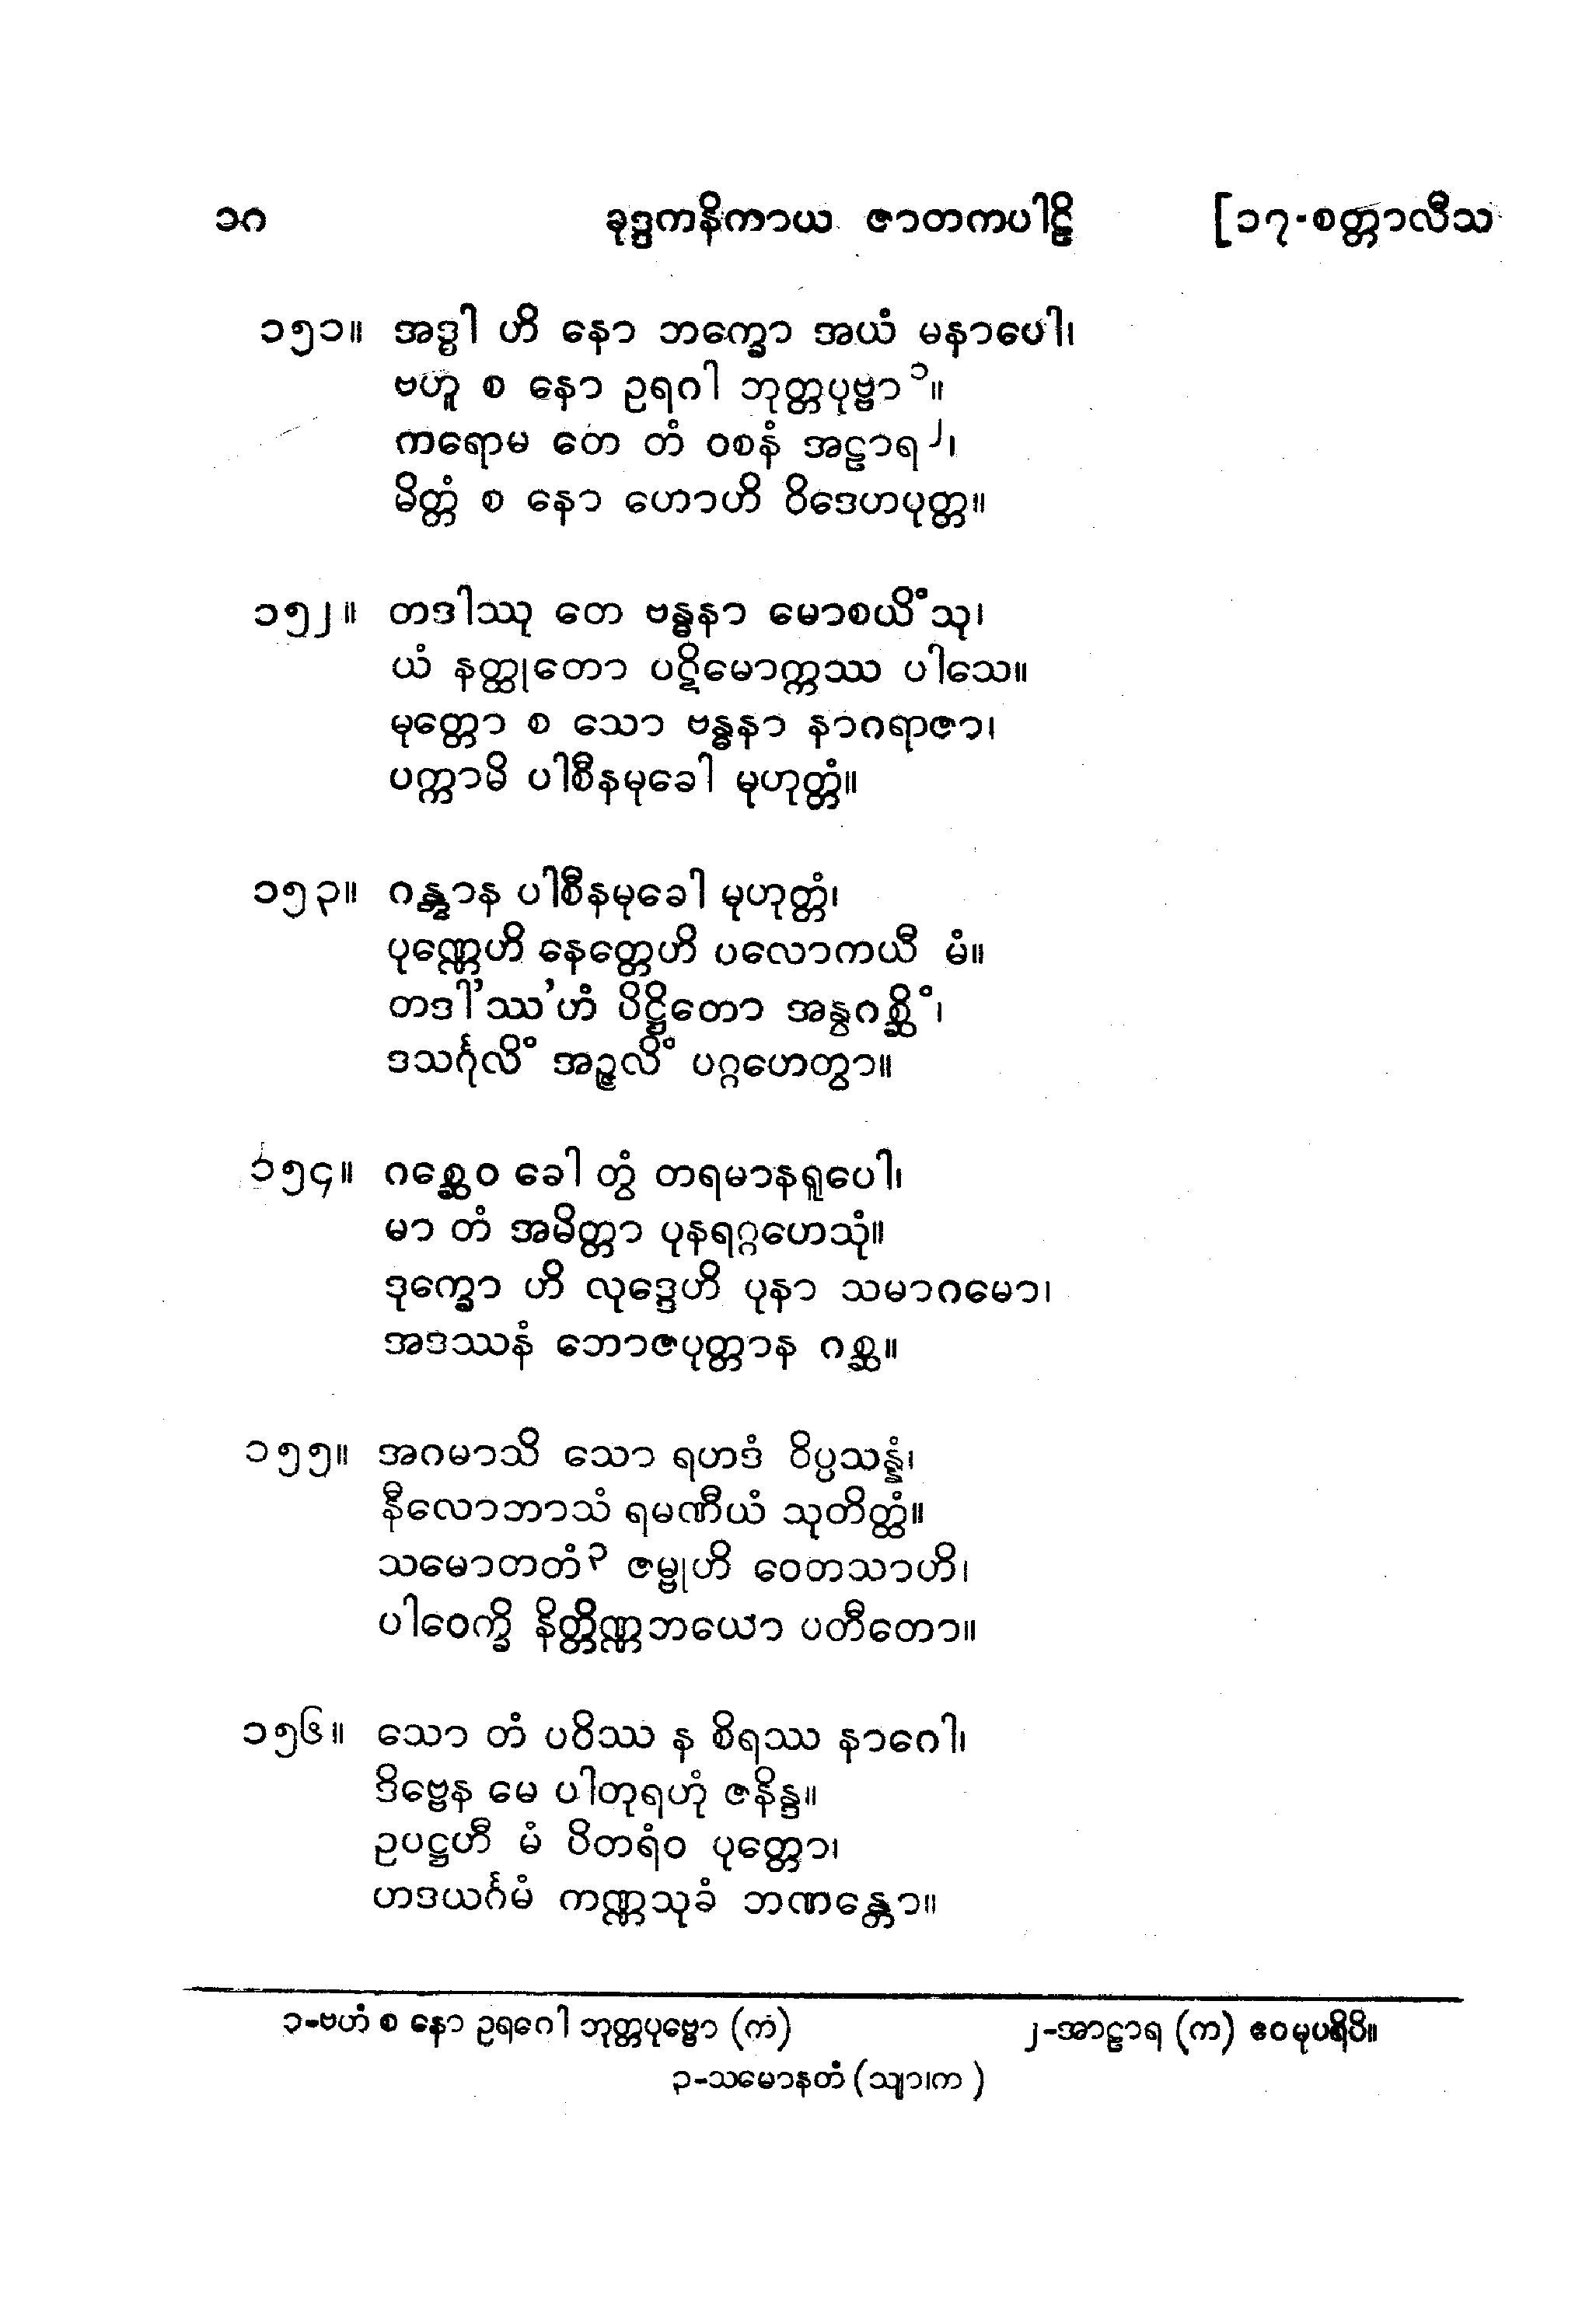 ၁၈ ခုဒ္ဒကနိကာယ ဇာတကပါဠိ [၁၇-စတ္တာလီသ
၁၅၁။ အဒ္ဓါ ဟိ နော ဘက္ခော အယံ မနာပေါ၊
ဗဟူ စ နော ဥရဂါ ဘုတ္တပုဗ္ဗာ ၁။
ကရောမ တေ တံ ဝစနံ အဠာရ ၂၊
မိတ္တံ စ နော ဟောဟိ ဝိဒေဟပုတ္တ။
၁၅၂။ တဒါဿု တေ ဗန္ဓနာ မောစယိံသု၊
ယံ နတ္ထုတော ပဋိမောက္ကဿ ပါသေ။
မုတ္တော စ သော ဗန္ဓနာ နာဂရာဇာ၊
ပက္ကာမိ ပါစီနမုခေါ မုဟုတ္တံ။
၁၅၃။ ဂန္တွာန ပါစီနမုခေါ မုဟုတ္တံ၊
ပုဏ္ဏေဟိ နေတ္တေဟိ ပလောကယီ မံ။
တဒါ’ဿ’ဟံ ပိဋ္ဌိတော အနွဂစ္ဆိံ၊
ဒသင်္ဂုလိံ အဉ္ဇလိံ ပဂ္ဂဟေတွာ။
၁၅၄။ ဂစ္ဆေဝ ခေါ တွံ တရမာနရူပေါ၊
မာ တံ အမိတ္တာ ပုနရဂ္ဂဟေသုံ။
ဒုက္ခော ဟိ လုဒ္ဒေဟိ ပုနာ သမာဂမော၊
အဒဿနံ ဘောဇပုတ္တာန ဂစ္ဆ။
၁၅၅။ အဂမာသိ သော ရဟဒံ ဝိပ္ပသန္နံ၊
နီလောဘာသံ ရမဏီယံ သုတိတ္ထံ။
သမောတတံ ၃ ဇမ္ဗုဟိ ဝေတသာဟိ၊
ပါဝေက္ခိ နိတ္တိဏ္ဏဘယော ပတီတော။
၁၅၆။ သော တံ ပဝိဿ န စိရဿ နာဂေါ၊
ဒိဗ္ဗေန မေ ပါတုရဟုံ ဇနိန္ဒ။
ဥပဋ္ဌဟီ မံ ပိတရံဝ ပုတ္တော၊
ဟဒယင်္ဂမံ ကဏ္ဏသုခံ ဘဏန္တော။
၁-ဗဟံ စ နော ဥရဂေါ ဘုတ္တပုဗ္ဗော (က) ၂-အာဠာရ (က) ဧဝမုပရိပိ။
၃-သမောနတံ (သျာ၊က )